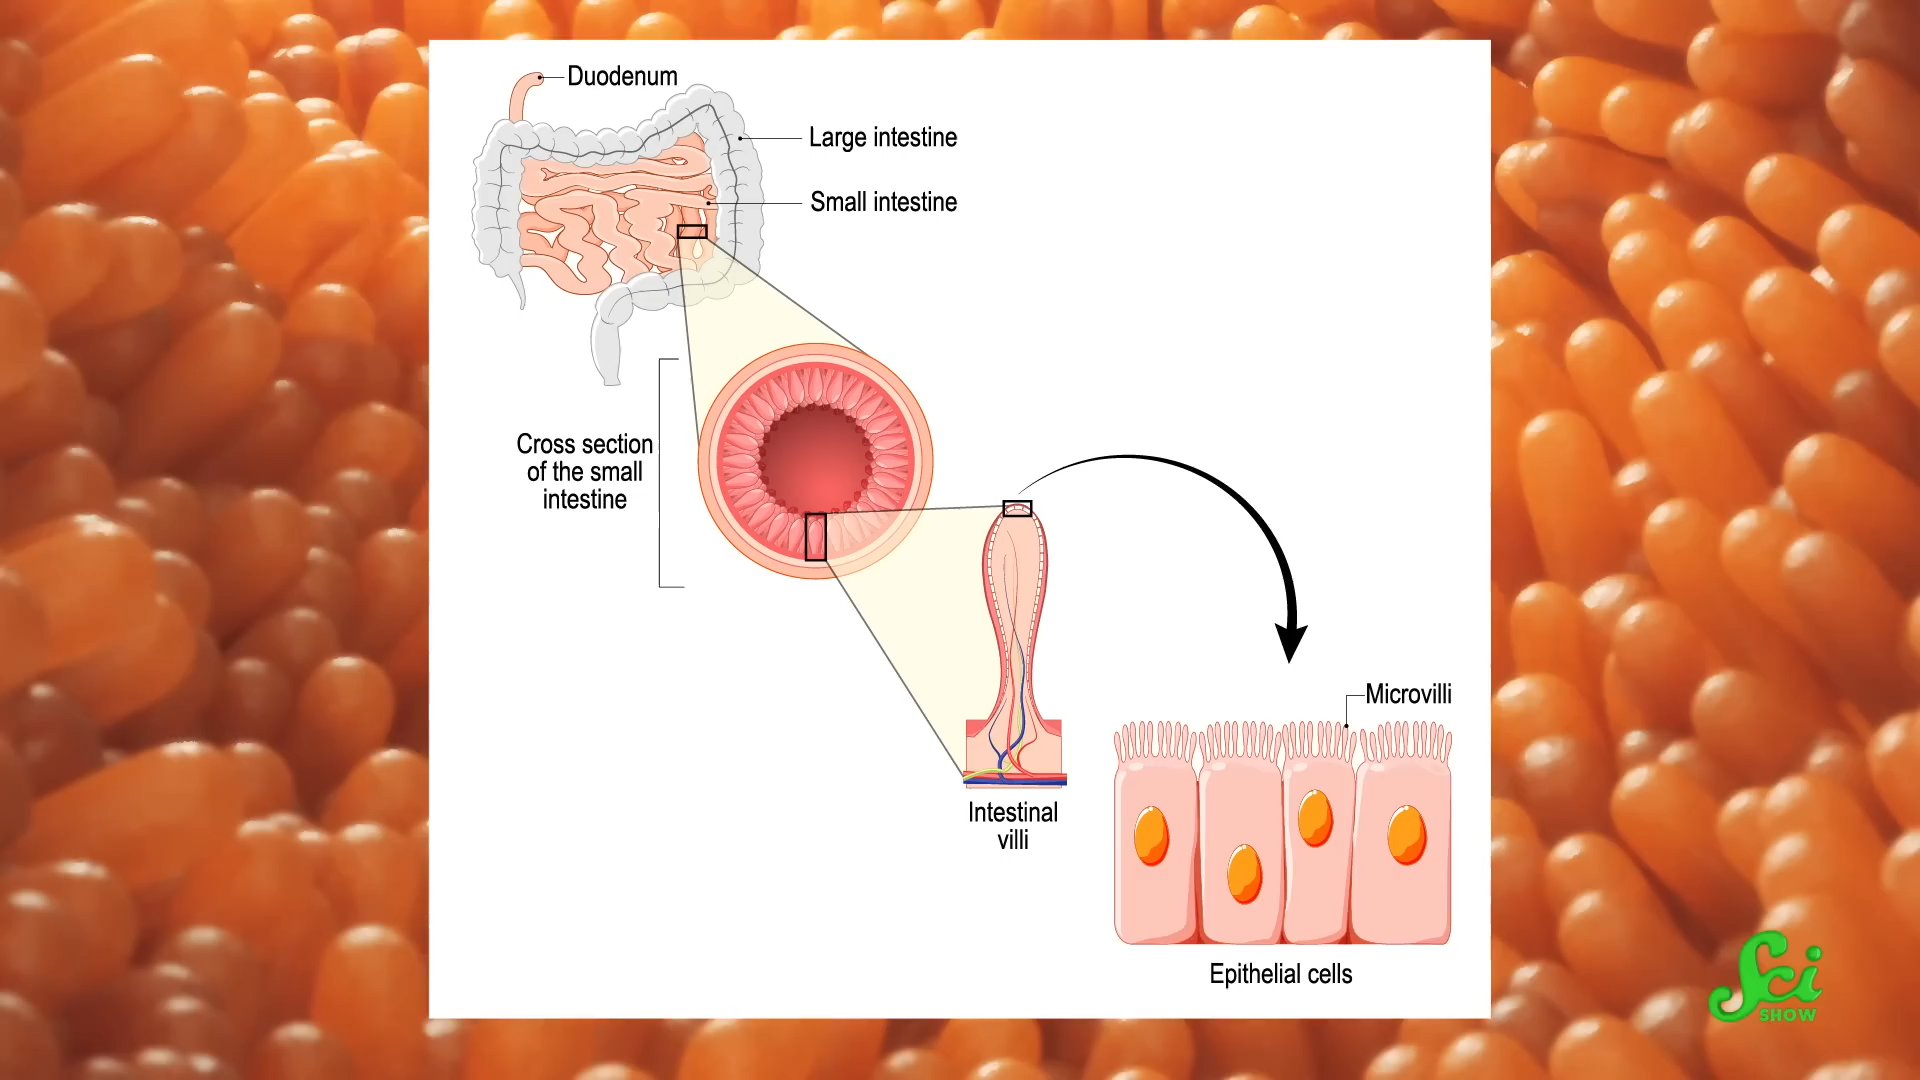 Duodenum
Large intestine
Small intestine
Cross section
of the small
intestine
Microvilli
Intestinal
villi
Epithelial cells
Sci
SHOW